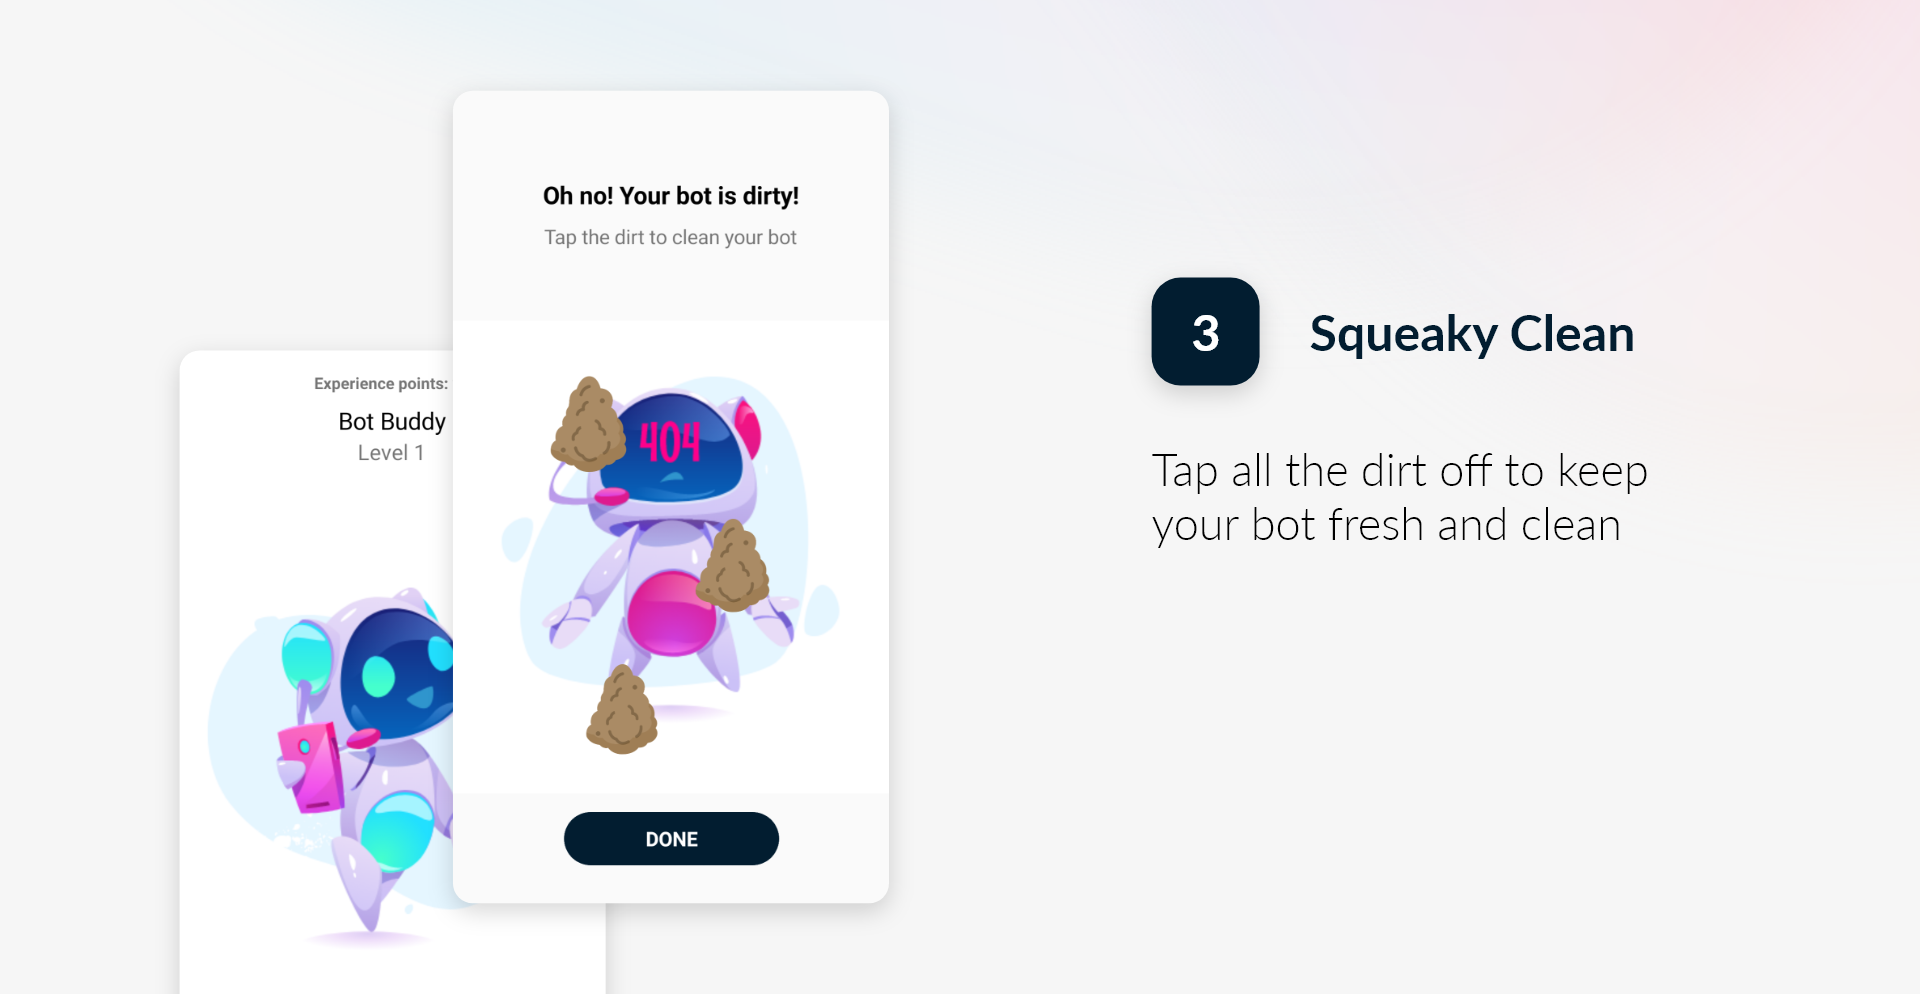 Oh no! Your bot is dirty!
Tap the dirt to clean your bot
Experience points:
Bot Buddy
Level 1
404
DONE
3
Squeaky Clean
Tap all the dirt off to keep
your bot fresh and clean